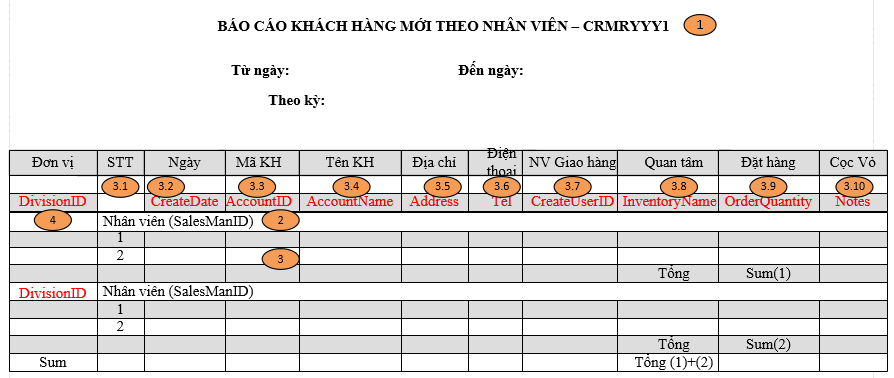 BÁO CÁO KHÁCH HÀNG MỚI THEO NHÂN VIÊN – CRMRYYY1 1
Từ ngày: Đến ngày:
Theo kỳ:
Đơn vị STT Ngày Mã KH Tên KH Địa chỉ Điện thoại NV Giao hàng Quan tâm Đặt hàng Cọc Vỏ
3.1 3.2 3.3 3.4 3.5 3.6 3.7 3.8 3.9 3.10
DivisionID CreateDate AccountID AccountName Address Tel CreateUserID InventoryName OrderQuantity Notes
4 Nhân viên (SalesManID) 2
1
2 3
Tổng Sum(1)
DivisionID Nhân viên (SalesManID)
1
2
Tổng Sum(2)
Sum Tổng (1)+(2)